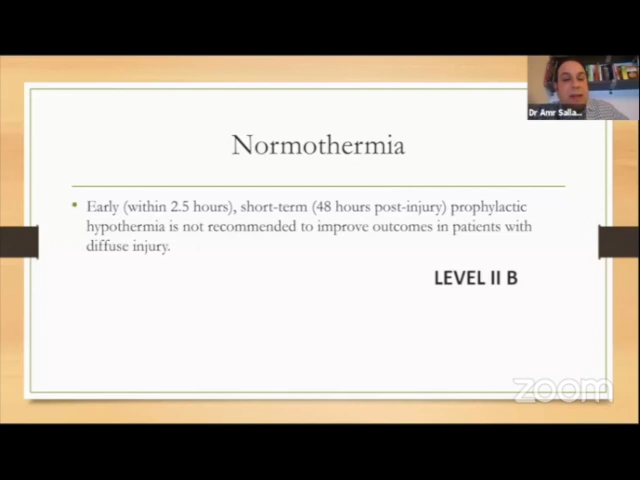 Dr Amr Salla...
Normothermia
• Early (within 2.5 hours), short-term (48 hours post-injury) prophylactic
hypothermia is not recommended to improve outcomes in patients with
diffuse injury.
LEVEL II B
zoom